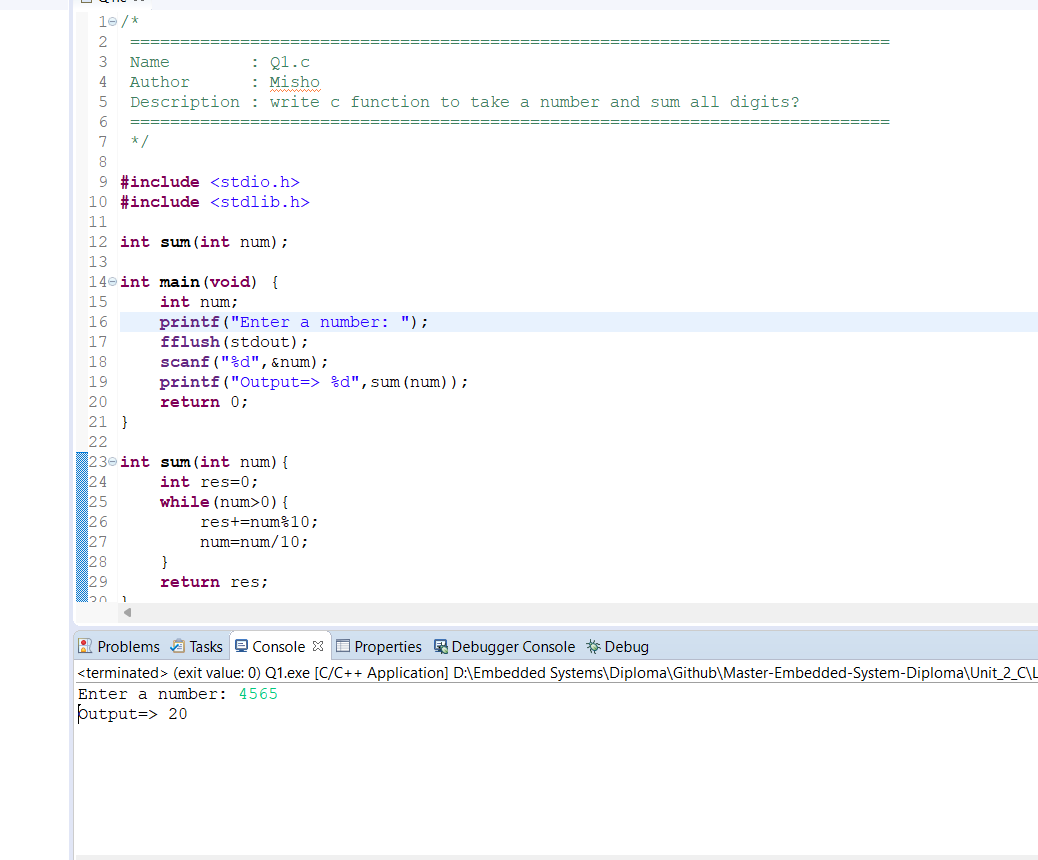 1 /*
2 ============================================================================
3 Name        : Q1.c
4 Author      : Misho
5 Description : write c function to take a number and sum all digits?
6 ============================================================================
7 */
8
9 #include <stdio.h>
10 #include <stdlib.h>
11
12 int sum(int num);
13
14 int main(void) {
15     int num;
16     printf("Enter a number: ");
17     fflush(stdout);
18     scanf("%d",&num);
19     printf("Output=> %d",sum(num));
20     return 0;
21 }
22
23 int sum(int num){
24     int res=0;
25     while(num>0){
26         res+=num%10;
27         num=num/10;
28     }
29     return res;
30 }
Problems Tasks Console Properties Debugger Console Debug
<terminated> (exit value: 0) Q1.exe [C/C++ Application] D:\Embedded Systems\Diploma\Github\Master-Embedded-System-Diploma\Unit_2_C\L
Enter a number: 4565
Output=> 20